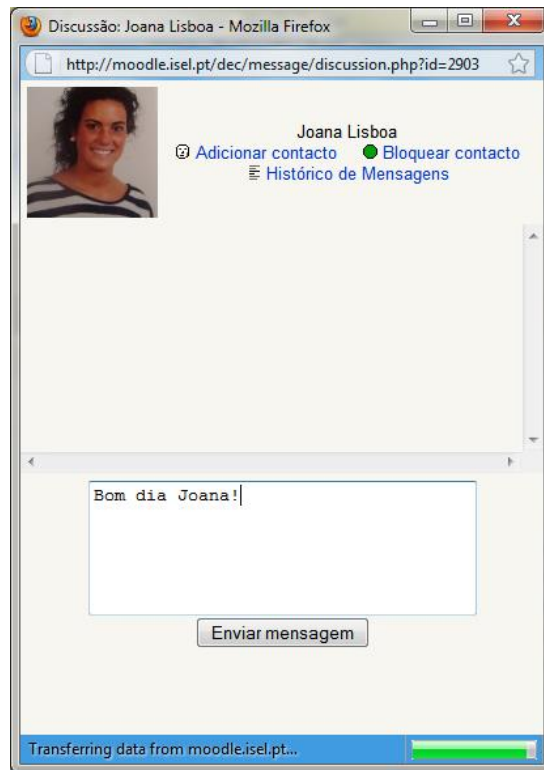 Discussão: Joana Lisboa - Mozilla Firefox
http://moodle.isel.pt/dec/message/discussion.php?id=2903
Joana Lisboa
Adicionar contacto Bloquear contacto
Histórico de Mensagens
Bom dia Joana!
Enviar mensagem
Transferring data from moodle.isel.pt...